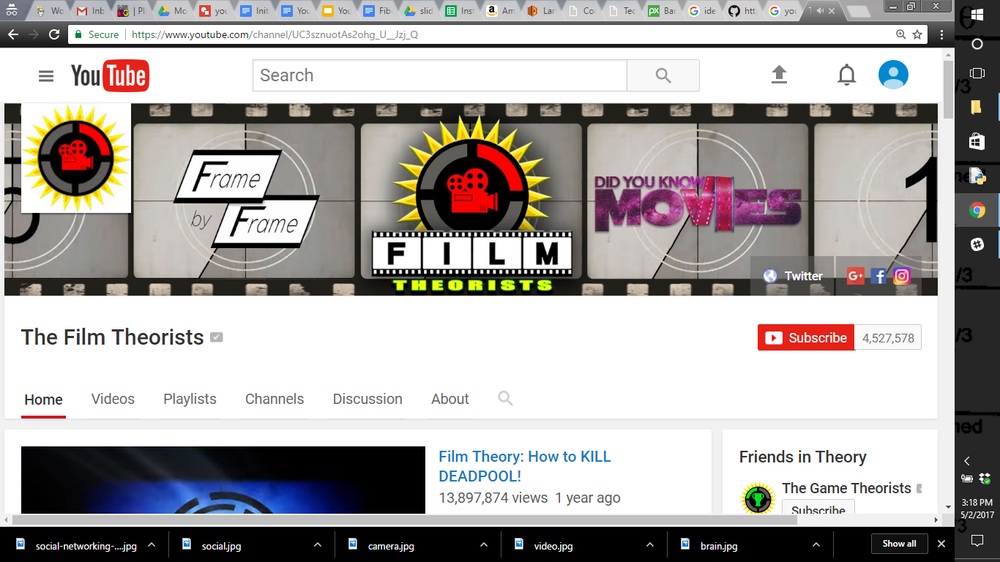 Wo
Inb
Pl
Mo
you
Init
You
You
Fib
slid
Inst
Am
Lar
Co
Tec
Bar
ide
htt
you
T
Secure
https://www.youtube.com/channel/UC3sznuotAs2ohg_U__Jzj_Q
YouTube
Search
Frame
by Frame
FILM
THEORISTS
DID YOU KNOW
MOVIES
1
Twitter
The Film Theorists
Subscribe 4,527,578
Home Videos Playlists Channels Discussion About
Film Theory: How to KILL
DEADPOOL!
13,897,874 views 1 year ago
Friends in Theory
The Game Theorists
Subscribe
social-networking-....jpg
social.jpg
camera.jpg
video.jpg
brain.jpg
Show all
/3
/3
/3
ned
3:18 PM
5/2/2017